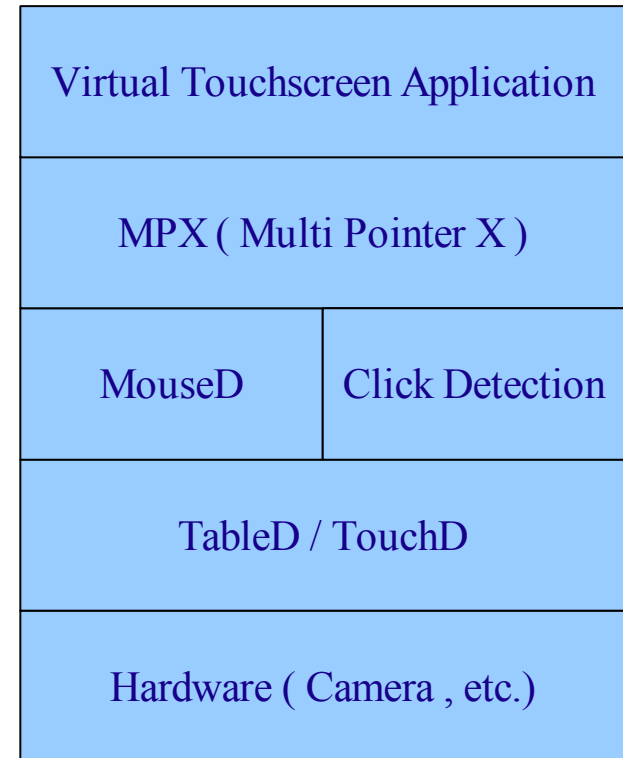 Virtual Touchscreen Application
MPX ( Multi Pointer X )
MouseD
Click Detection
TableD / TouchD
Hardware ( Camera , etc.)